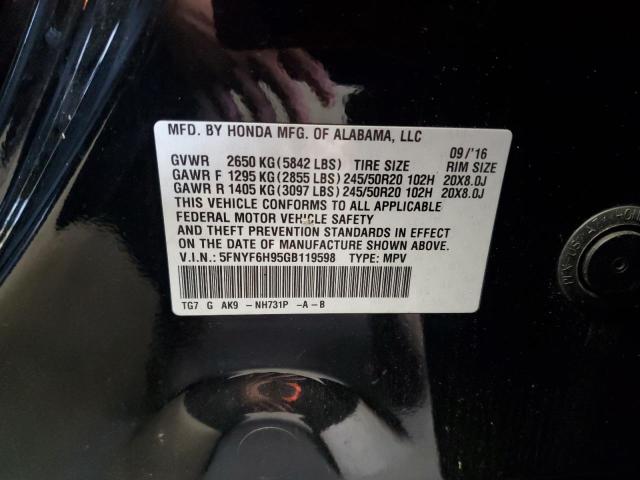 MFD. BY HONDA MFG. OF ALABAMA, LLC
09/'16
GVWR 2650 KG (5842 LBS) TIRE SIZE RIM SIZE
GAWR F 1295 KG (2855 LBS) 245/50R20 102H 20X8.0J
GAWR R 1405 KG (3097 LBS) 245/50R20 102H 20X8.0J
THIS VEHICLE CONFORMS TO ALL APPLICABLE
FEDERAL MOTOR VEHICLE SAFETY
AND THEFT PREVENTION STANDARDS IN EFFECT
ON THE DATE OF MANUFACTURE SHOWN ABOVE.
V.I.N.: 5FNYF6H95GB119598 TYPE: MPV
TG7 G AK9 -NH731P -A-B